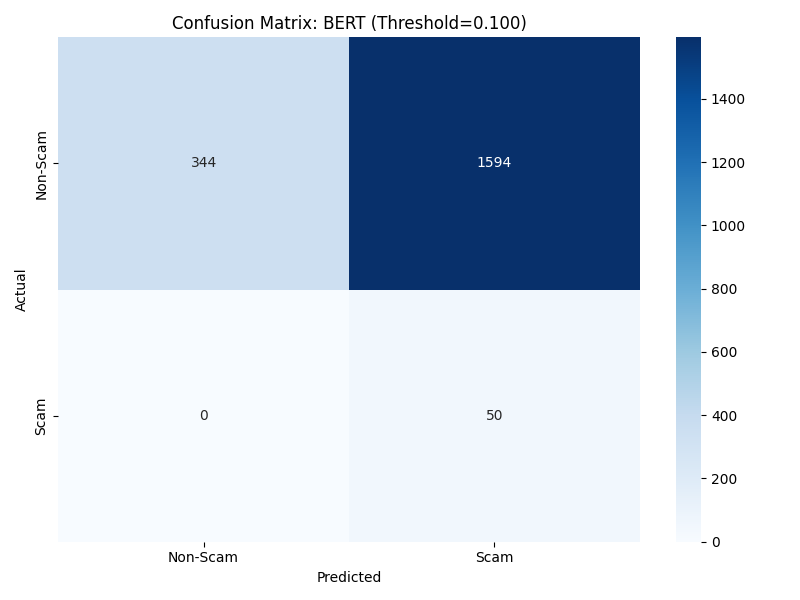 Confusion Matrix: BERT (Threshold=0.100)
Actual
Non-Scam
344
1594
Scam
0
50
Non-Scam
Scam
Predicted
1400
1200
1000
800
600
400
200
0